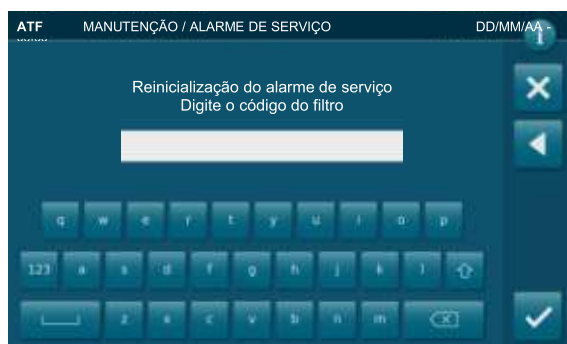 ATF MANUTENÇÃO / ALARME DE SERVIÇO DD/MM/AA -
Reinicialização do alarme de serviço
Digite o código do filtro
q w e r t y u i o p
123 a s d f g h j k l
z x c v b n m